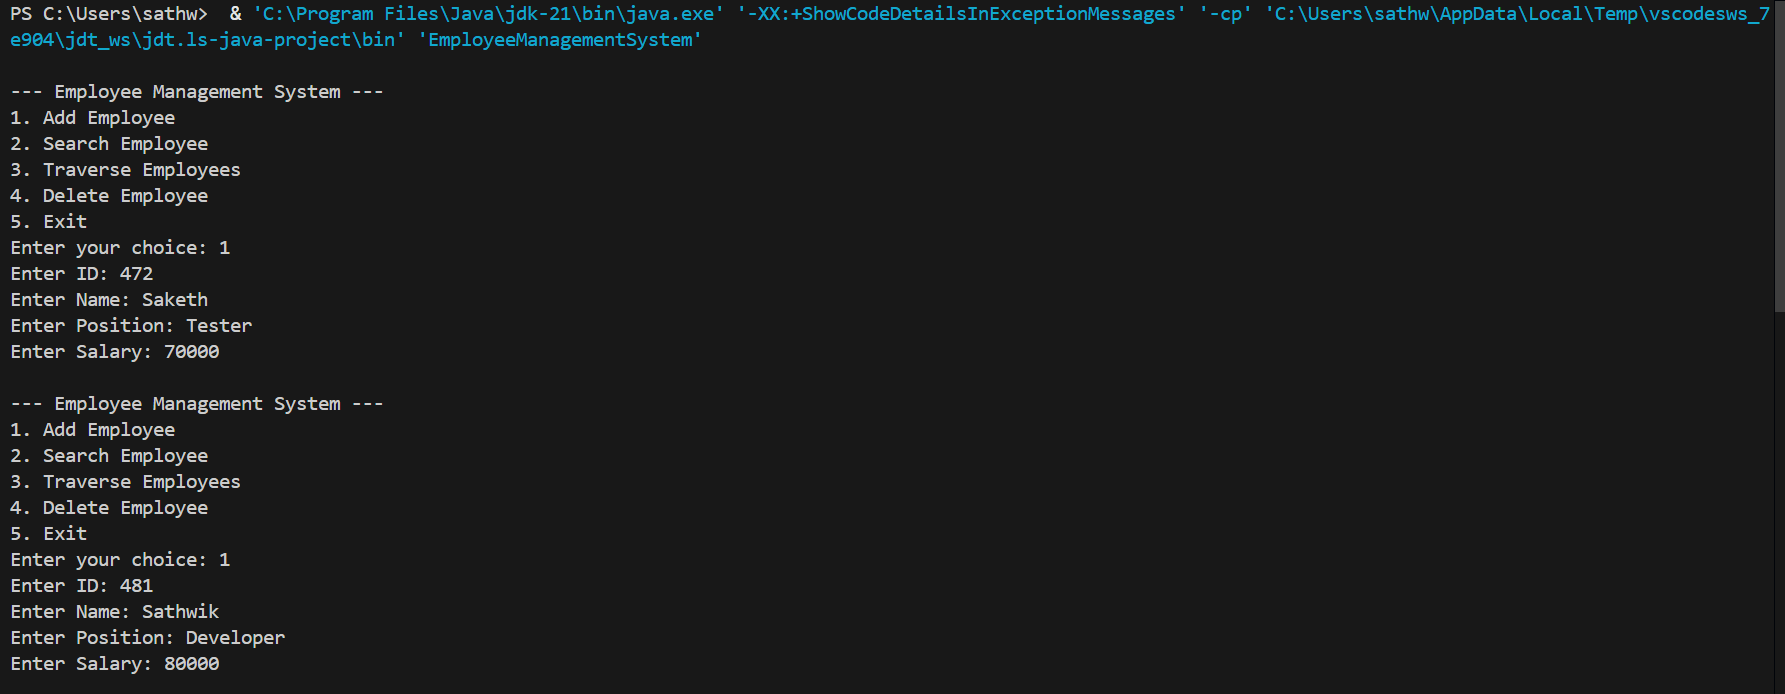 PS C:\Users\sathw>  & 'C:\Program Files\Java\jdk-21\bin\java.exe' '-XX:+ShowCodeDetailsInExceptionMessages' '-cp' 'C:\Users\sathw\AppData\Local\Temp\vscodesws_7
e904\jdt_ws\jdt.ls-java-project\bin' 'EmployeeManagementSystem'

--- Employee Management System ---
1. Add Employee
2. Search Employee
3. Traverse Employees
4. Delete Employee
5. Exit
Enter your choice: 1
Enter ID: 472
Enter Name: Saketh
Enter Position: Tester
Enter Salary: 70000

--- Employee Management System ---
1. Add Employee
2. Search Employee
3. Traverse Employees
4. Delete Employee
5. Exit
Enter your choice: 1
Enter ID: 481
Enter Name: Sathwik
Enter Position: Developer
Enter Salary: 80000